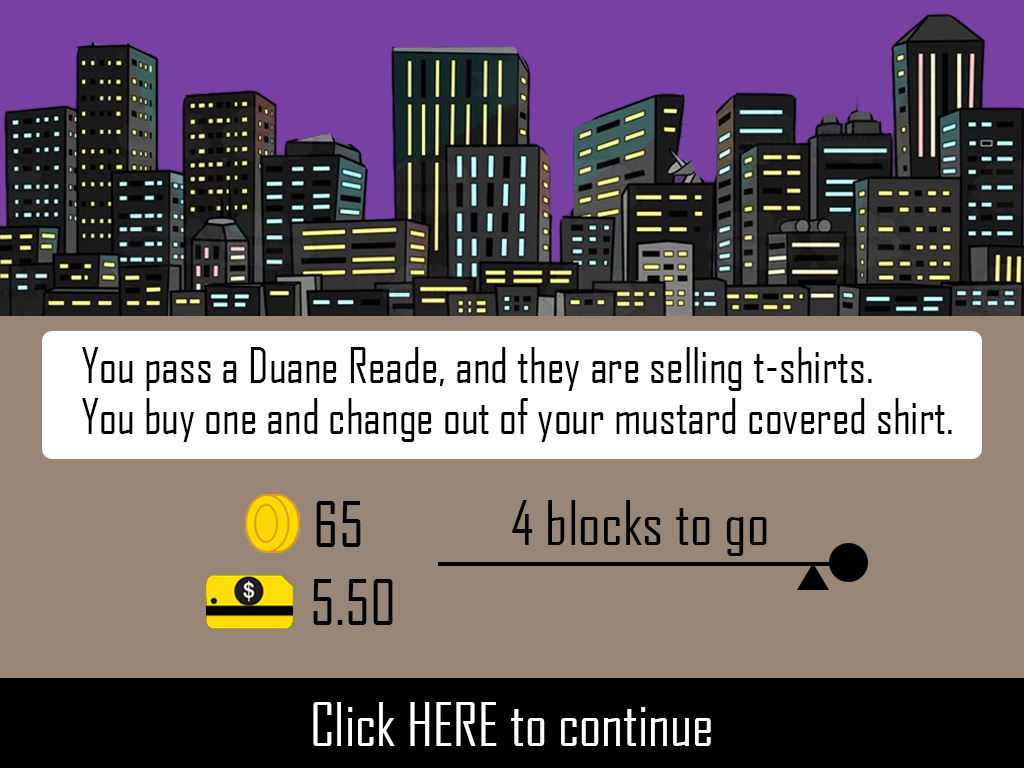 You pass a Duane Reade, and they are selling t-shirts.
You buy one and change out of your mustard covered shirt.
65
4 blocks to go
$
5.50
Click HERE to continue